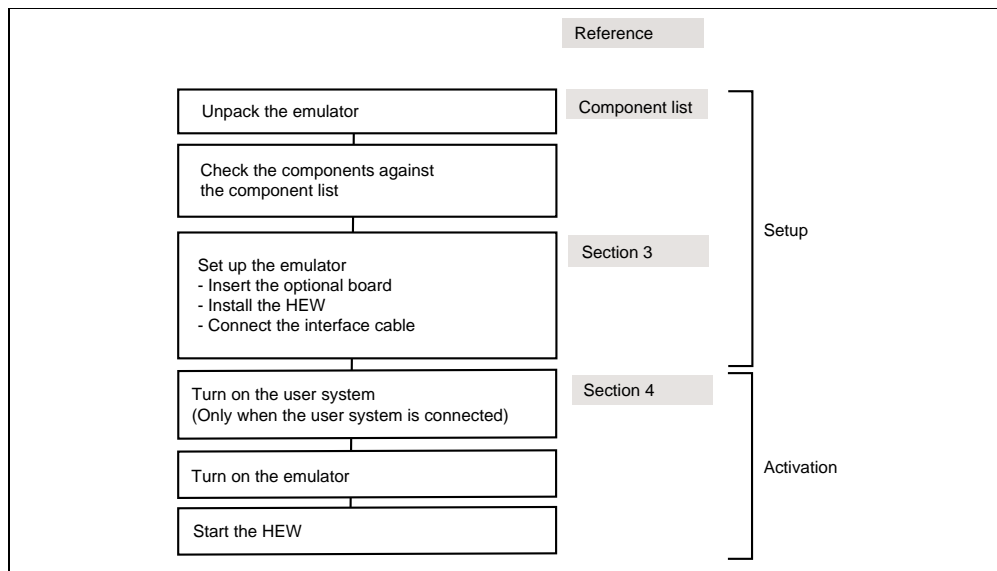 Reference
Unpack the emulator
Component list
Check the components against
the component list
Setup
Set up the emulator
- Insert the optional board
- Install the HEW
- Connect the interface cable
Section 3
Turn on the user system
(Only when the user system is connected)
Section 4
Turn on the emulator
Activation
Start the HEW